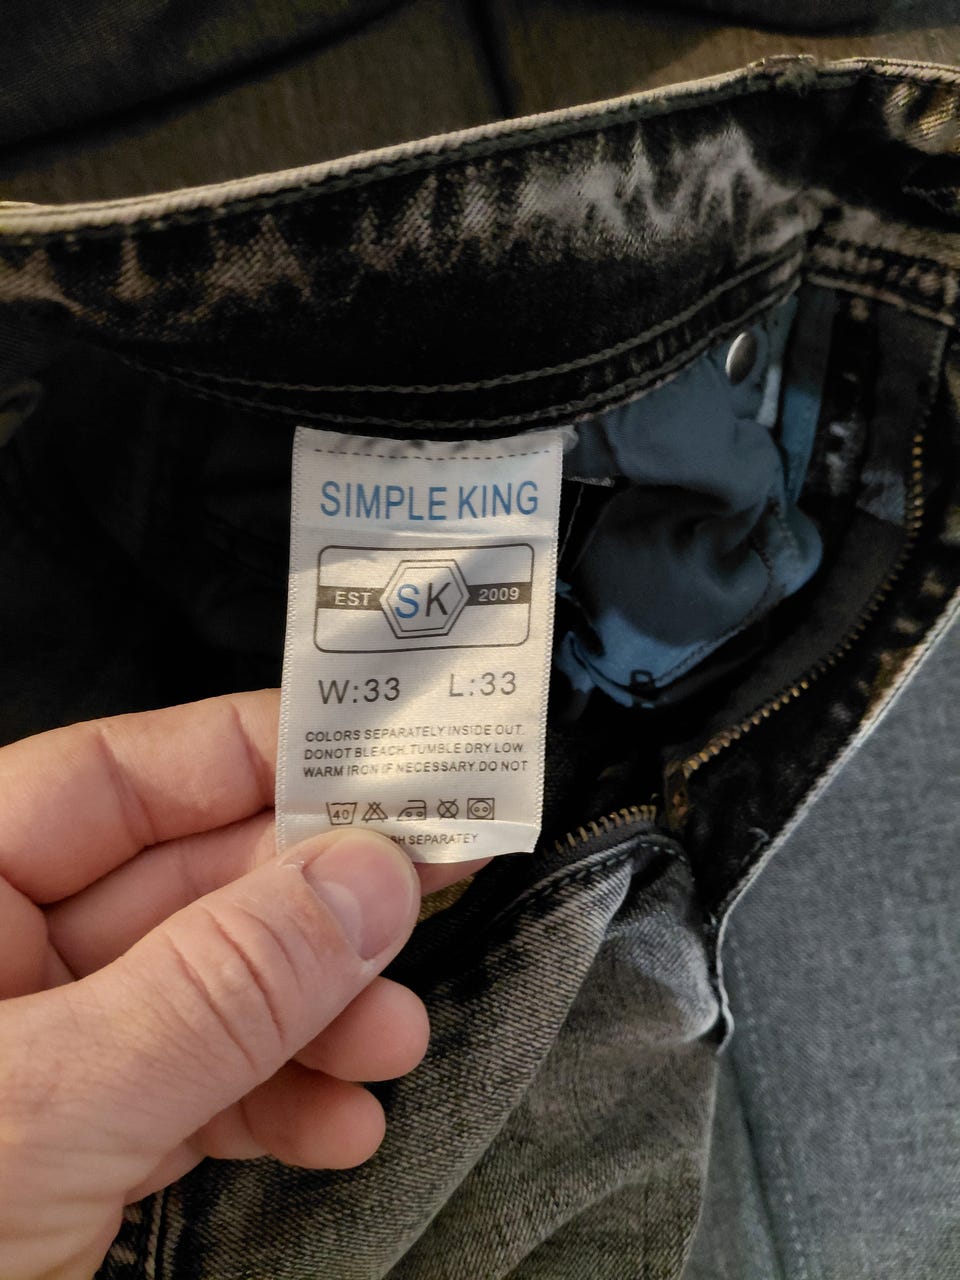 SIMPLE KING
EST SK 2009
W:33 L:33
COLORS SEPARATELY INSIDE OUT.
DONOT BLEACH.TUMBLE DRY LOW
WARM IRON IF NECESSARY.DO NOT
40
SEPARATEY